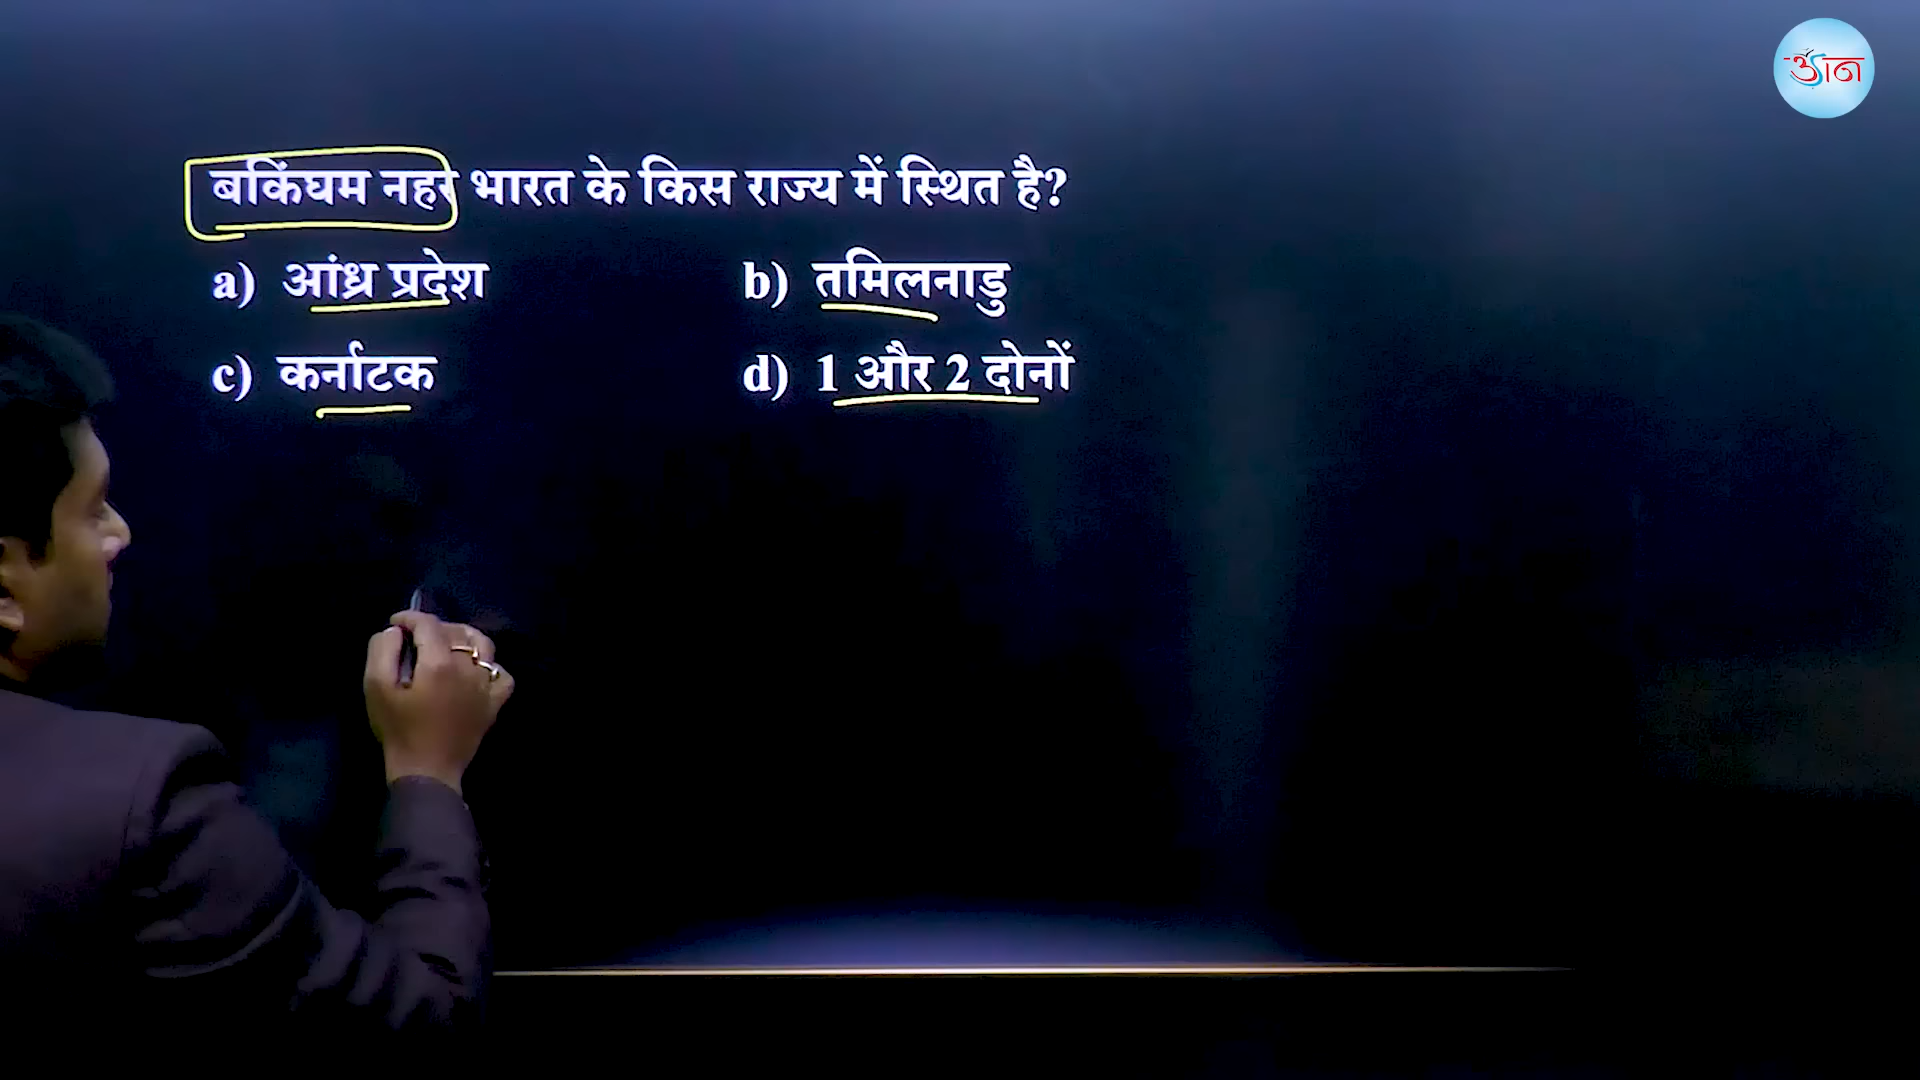 ज्ञान
बकिंघम नहर भारत के किस राज्य में स्थित है?
a) आंध्र प्रदेश b) तमिलनाडु
c) कर्नाटक d) 1 और 2 दोनों